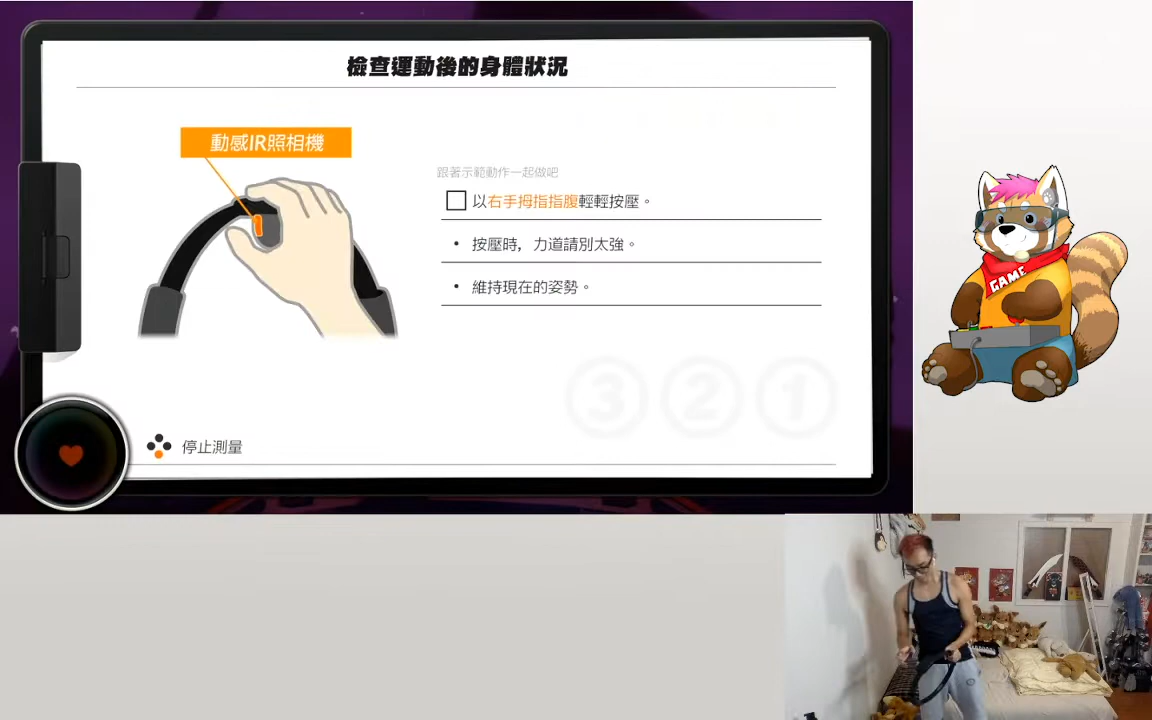 檢查運動後的身體狀況
動感IR照相機
跟著示範動作一起做吧
以右手拇指指腹輕輕按壓。
• 按壓時，力道請別太強。
• 維持現在的姿勢。
3 2 1
停止測量
GAME